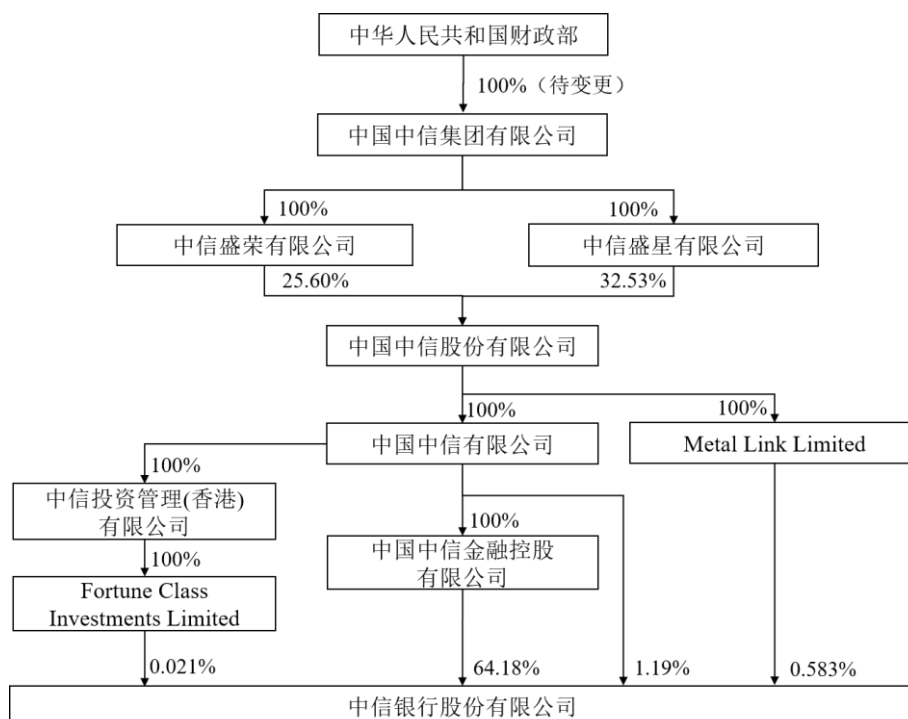 中华人民共和国财政部
100%（待变更）
中国中信集团有限公司
100%
100%
中信盛荣有限公司
中信盛星有限公司
25.60%
32.53%
中国中信股份有限公司
100%
100%
中国中信有限公司
Metal Link Limited
100%
中信投资管理(香港)
有限公司
100%
中国中信金融控股
有限公司
100%
Fortune Class
Investments Limited
0.021%
64.18%
1.19%
0.583%
中信银行股份有限公司